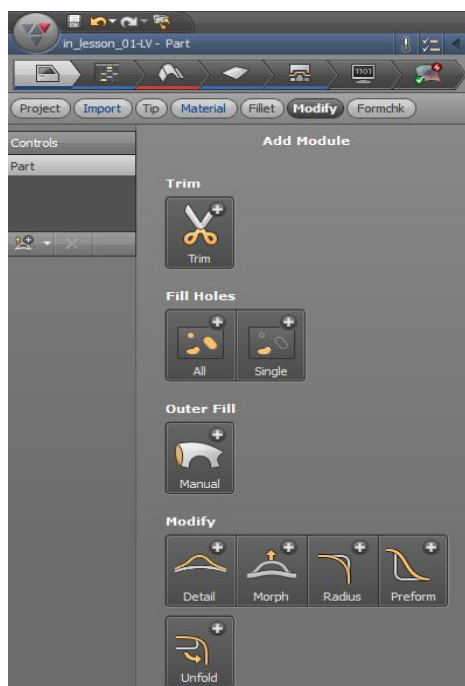 in_lesson_01-LV - Part
1101
Project Import Tip Material Fillet Modify Formchk
Controls
Add Module
Part
Trim
Trim
Fill Holes
All Single
Outer Fill
Manual
Modify
Detail Morph Radius Preform
Unfold